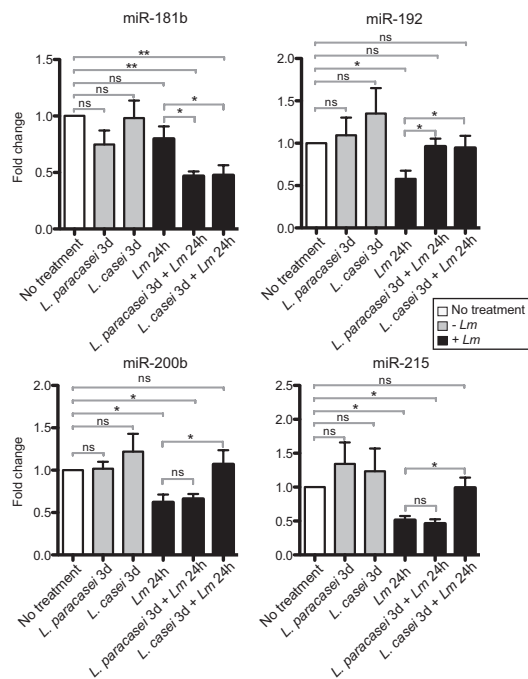 miR-181b
Fold change
1.5
1.0
0.5
0.0
**
**
ns
ns
ns
*
*
No treatment
L. paracasei 3d
L. casei 3d
Lm 24h
L. paracasei 3d + Lm 24h
L. casei 3d + Lm 24h
miR-192
2.0
1.5
1.0
0.5
0.0
ns
ns
*
ns
*
*
No treatment
L. paracasei 3d
L. casei 3d
Lm 24h
L. paracasei 3d + Lm 24h
L. casei 3d + Lm 24h
No treatment
- Lm
+ Lm
miR-200b
Fold change
2.0
1.5
1.0
0.5
0.0
ns
*
*
ns
ns
*
ns
No treatment
L. paracasei 3d
L. casei 3d
Lm 24h
L. paracasei 3d + Lm 24h
L. casei 3d + Lm 24h
miR-215
2.5
2.0
1.5
1.0
0.5
0.0
ns
*
*
ns
ns
*
ns
No treatment
L. paracasei 3d
L. casei 3d
Lm 24h
L. paracasei 3d + Lm 24h
L. casei 3d + Lm 24h